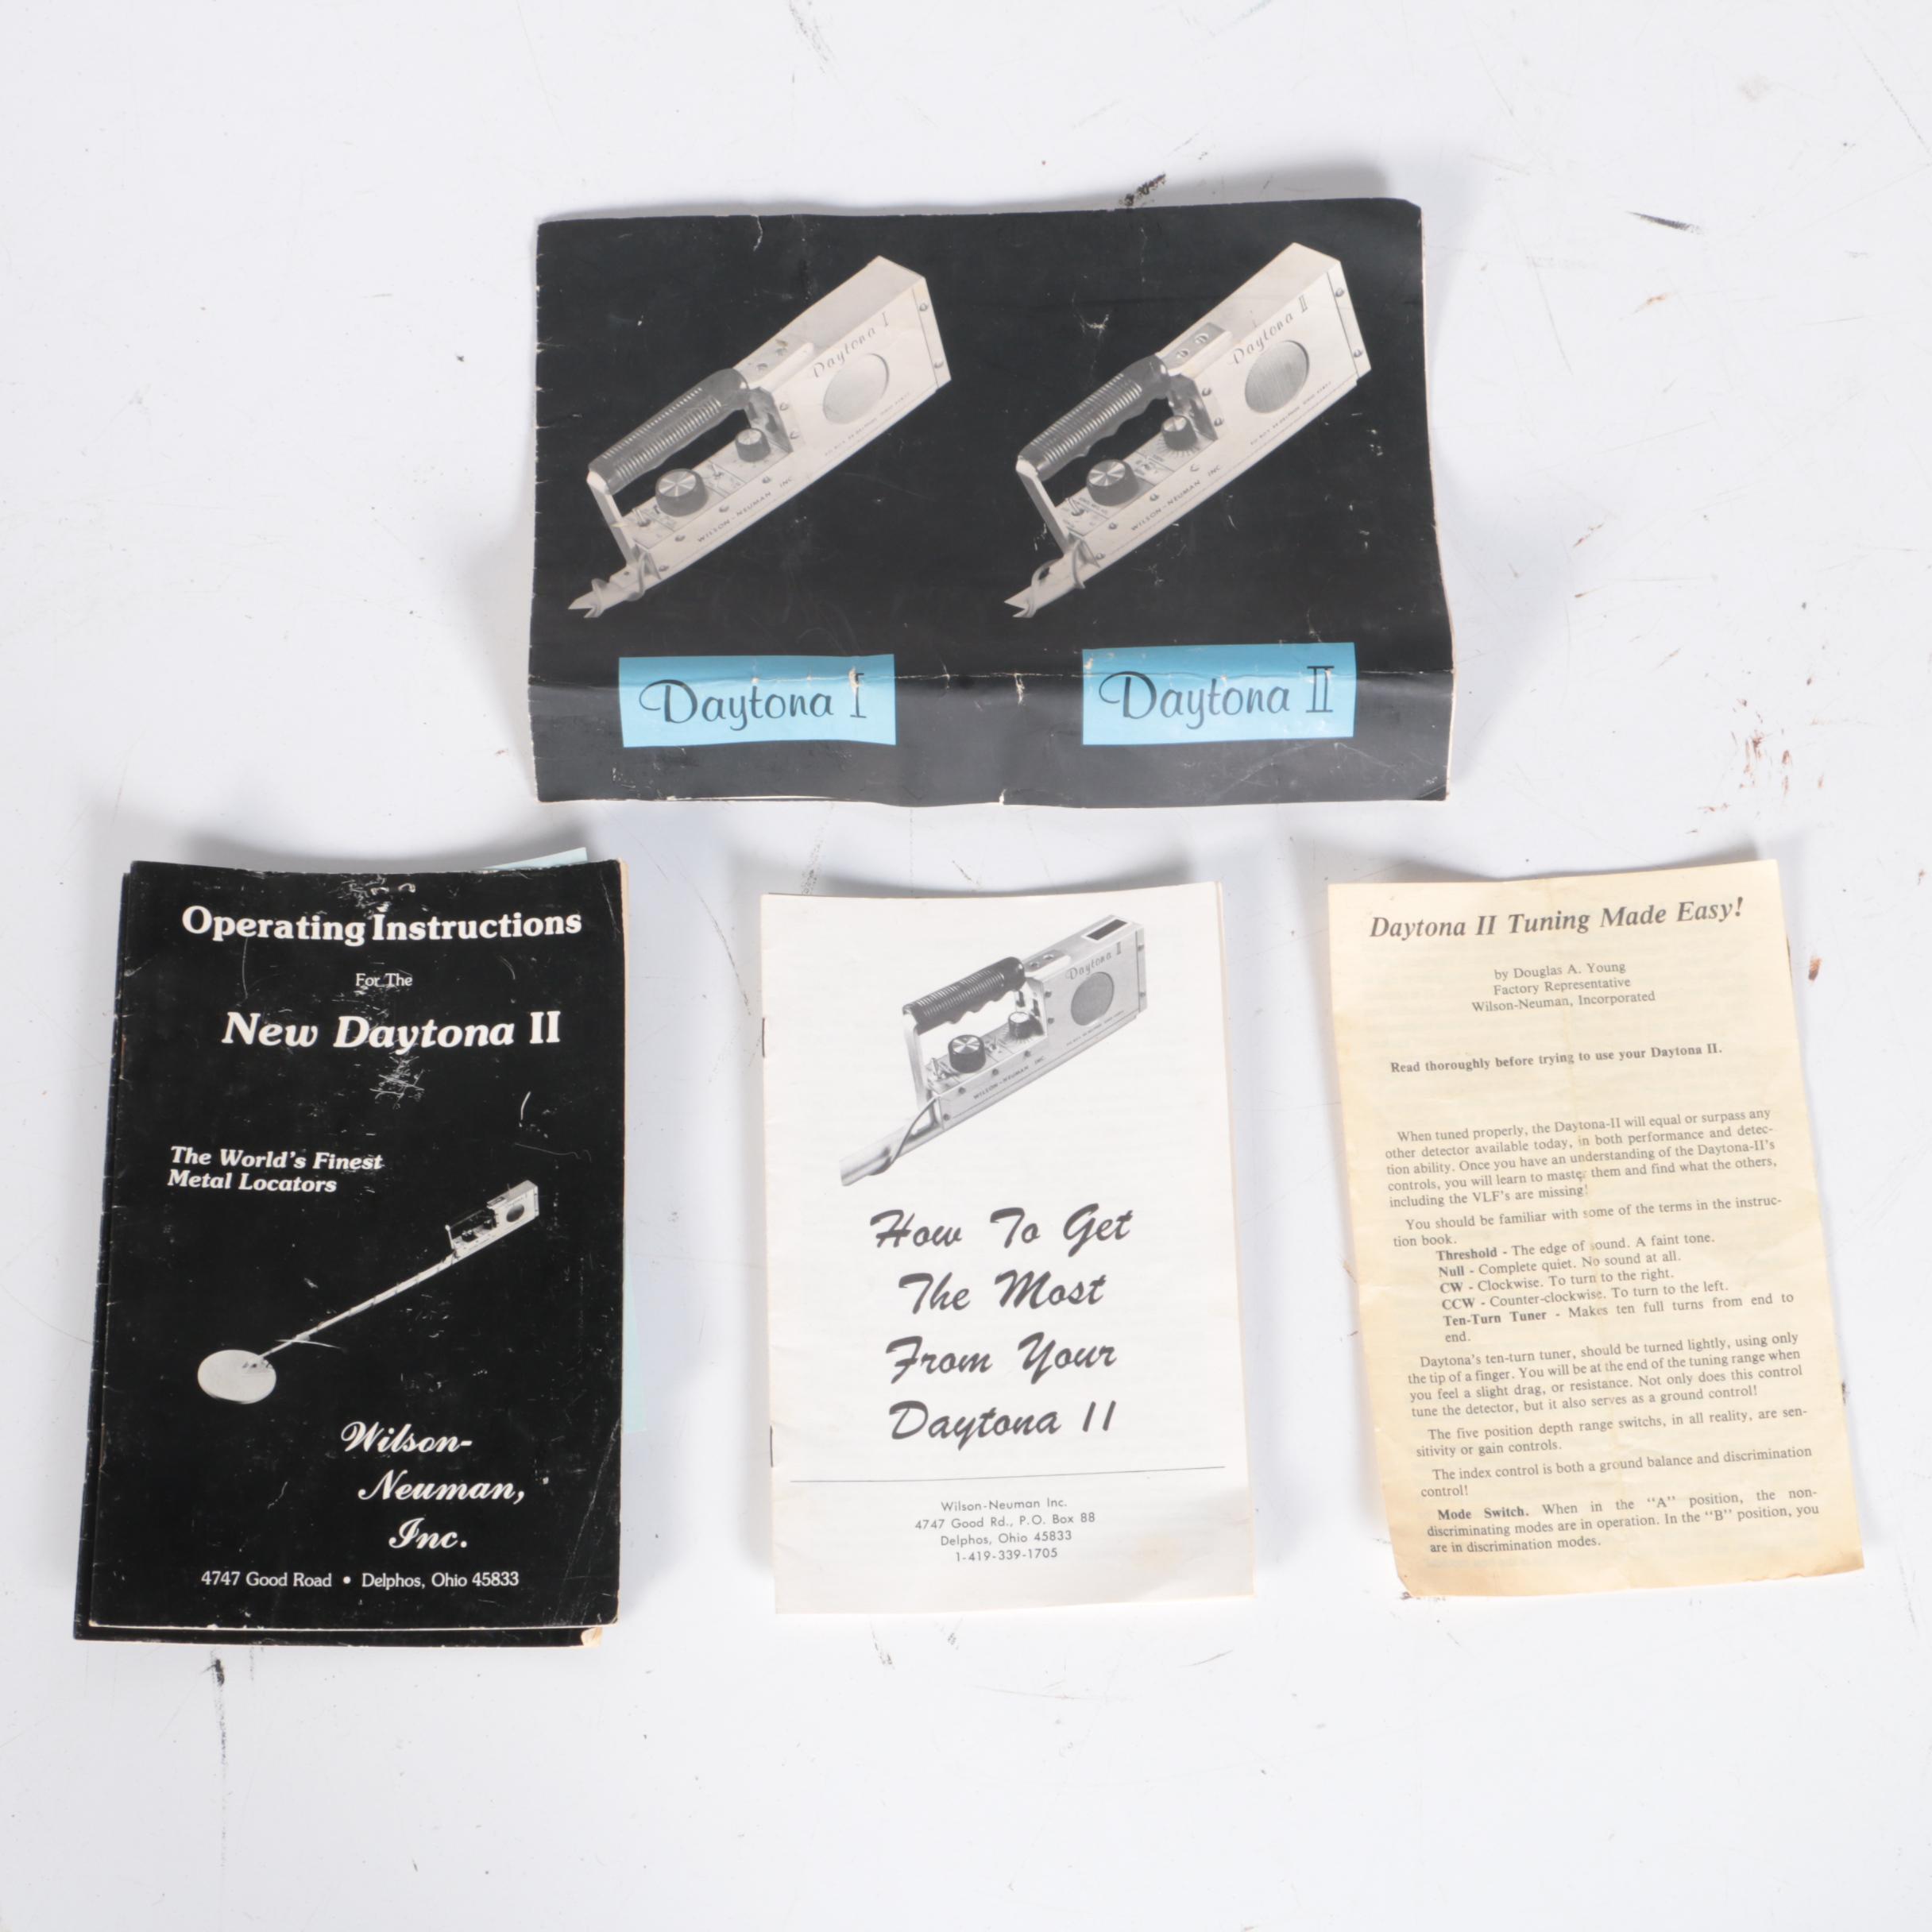 Daytona I
WILSON-NEUMAN INC
Daytona II
WILSON-NEUMAN INC
Daytona I
Daytona II
Operating Instructions
For The
New Daytona II
The World's Finest
Metal Locators
Wilson-
Neuman,
Inc.
4747 Good Road • Delphos, Ohio 45833
Daytona II
WILSON-NEUMAN INC
How To Get
The Most
From Your
Daytona II
Wilson-Neuman Inc.
4747 Good Rd., P.O. Box 88
Delphos, Ohio 45833
1-419-339-1705
Daytona II Tuning Made Easy!
by Douglas A. Young
Factory Representative
Wilson-Neuman, Incorporated
Read thoroughly before trying to use your Daytona II.
When tuned properly, the Daytona-II will equal or surpass any
other detector available today, in both performance and detec-
tion ability. Once you have an understanding of the Daytona-II's
controls, you will learn to master them and find what the others,
including the VLF's are missing!
You should be familiar with some of the terms in the instruc-
tion book.
Threshold - The edge of sound. A faint tone.
Null - Complete quiet. No sound at all.
CW - Clockwise. To turn to the right.
CCW - Counter-clockwise. To turn to the left.
Ten-Turn Tuner - Makes ten full turns from end to
end.
Daytona's ten-turn tuner, should be turned lightly, using only
the tip of a finger. You will be at the end of the tuning range when
you feel a slight drag, or resistance. Not only does this control
tune the detector, but it also serves as a ground control!
The five position depth range switchs, in all reality, are sen-
sitivity or gain controls.
The index control is both a ground balance and discrimination
control!
Mode Switch. When in the "A" position, the non-
discriminating modes are in operation. In the "B" position, you
are in discrimination modes.